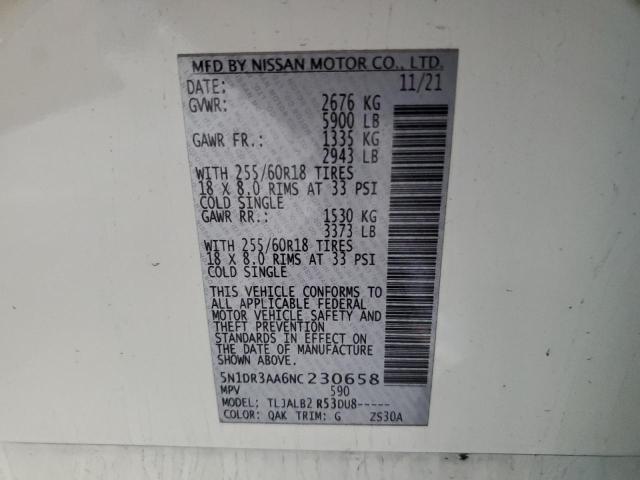 MFD BY NISSAN MOTOR CO., LTD.
DATE: 11/21
GVWR: 2676 KG
5900 LB
GAWR FR.: 1335 KG
2943 LB
WITH 255/60R18 TIRES
18 X 8.0 RIMS AT 33 PSI
COLD SINGLE
GAWR RR.: 1530 KG
3373 LB
WITH 255/60R18 TIRES
18 X 8.0 RIMS AT 33 PSI
COLD SINGLE
THIS VEHICLE CONFORMS TO
ALL APPLICABLE FEDERAL
MOTOR VEHICLE SAFETY AND
THEFT PREVENTION
STANDARDS IN EFFECT ON
THE DATE OF MANUFACTURE
SHOWN ABOVE.
5N1DR3AA6NC230658
MPV 590
MODEL: TLJALB2 R53DU8-----
COLOR: QAK TRIM: G ZS30A